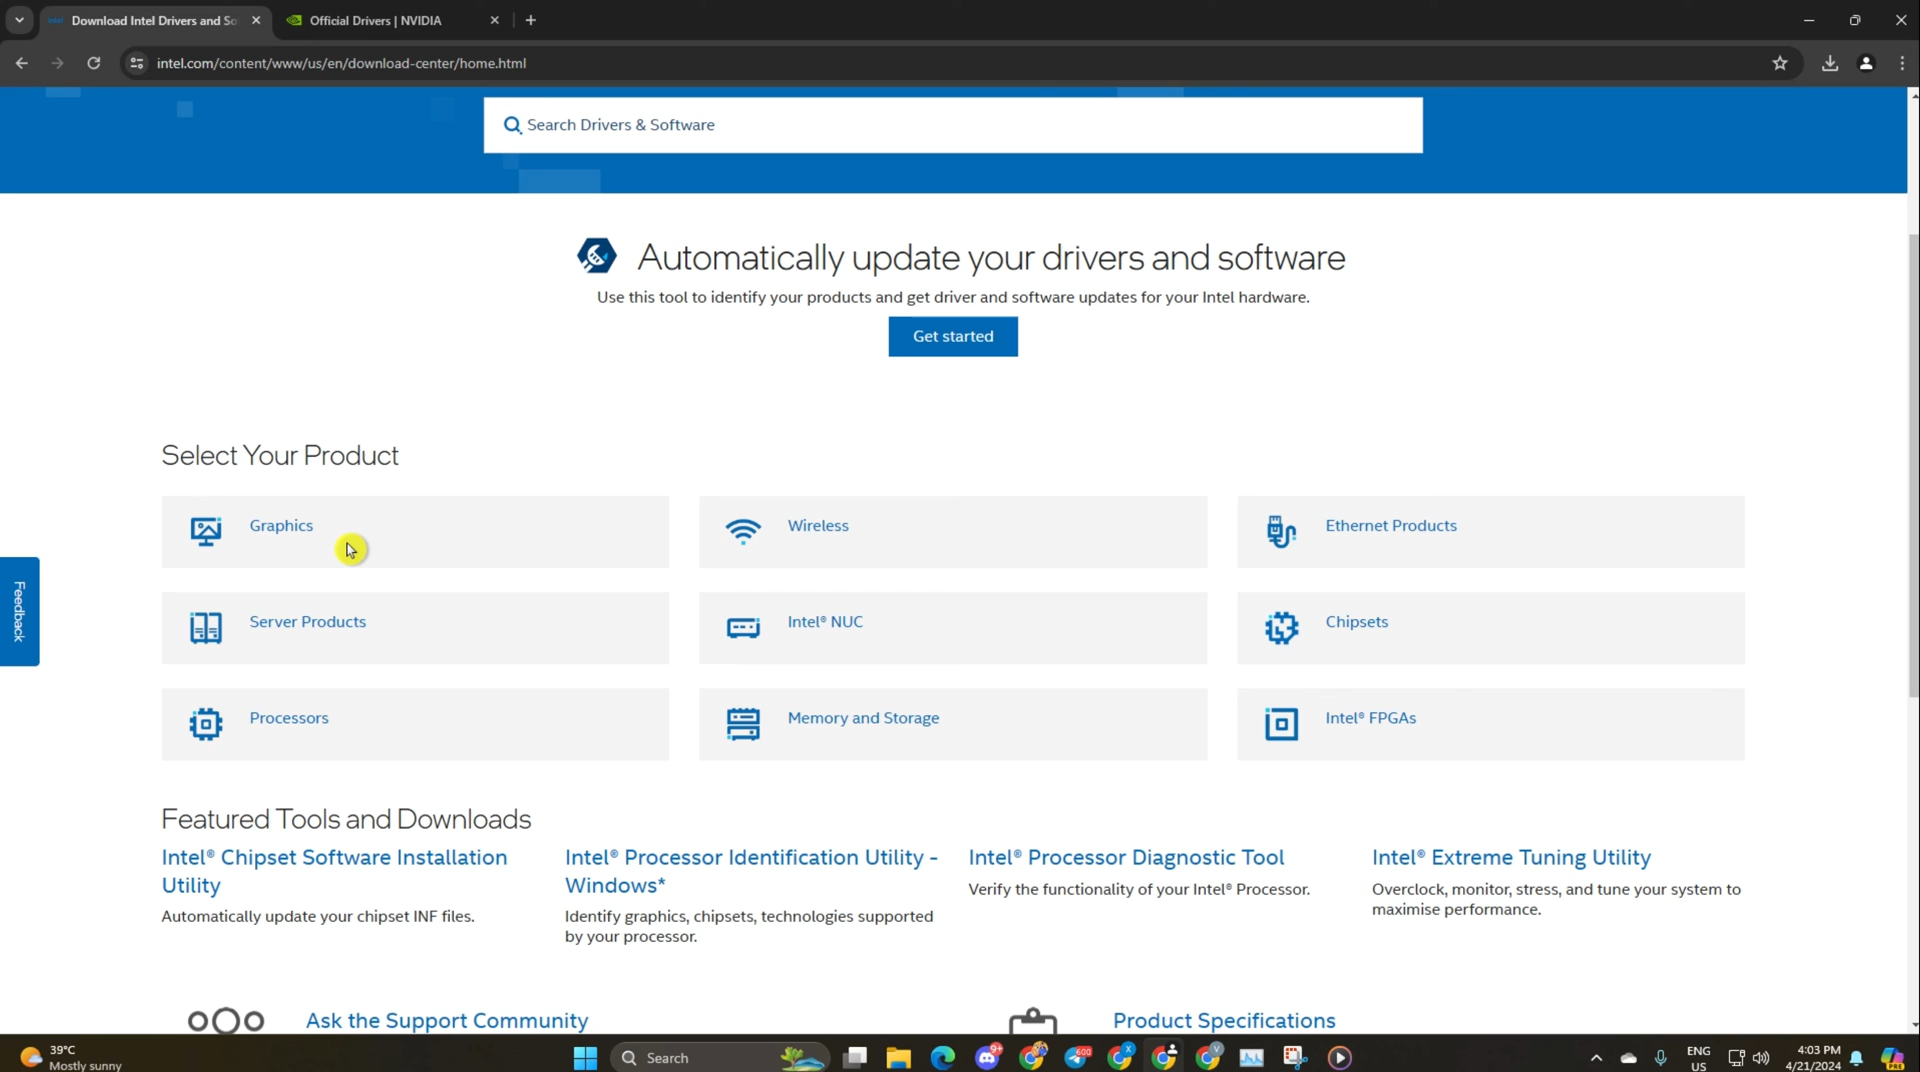 Download Intel Drivers and So
Official Drivers | NVIDIA
intel.com/content/www/us/en/download-center/home.html
Search Drivers & Software
Automatically update your drivers and software
Use this tool to identify your products and get driver and software updates for your Intel hardware.
Get started
Select Your Product
Graphics
Wireless
Ethernet Products
Server Products
Intel® NUC
Chipsets
Processors
Memory and Storage
Intel® FPGAs
Feedback
Featured Tools and Downloads
Intel® Chipset Software Installation
Utility
Automatically update your chipset INF files.
Intel® Processor Identification Utility -
Windows*
Identify graphics, chipsets, technologies supported
by your processor.
Intel® Processor Diagnostic Tool
Verify the functionality of your Intel® Processor.
Intel® Extreme Tuning Utility
Overclock, monitor, stress, and tune your system to
maximise performance.
Ask the Support Community
Product Specifications
39°C
Mostly sunny
Search
9+
600
X
V
ENG
US
4:03 PM
4/21/2024
PRE